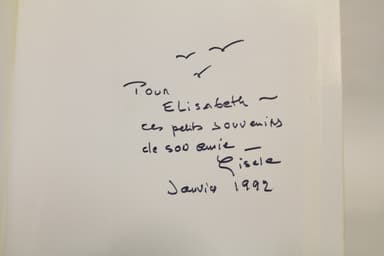 Pour
Elisabeth ~
ces petits souvenirs
de son amie —
Gisele
Janvier 1992